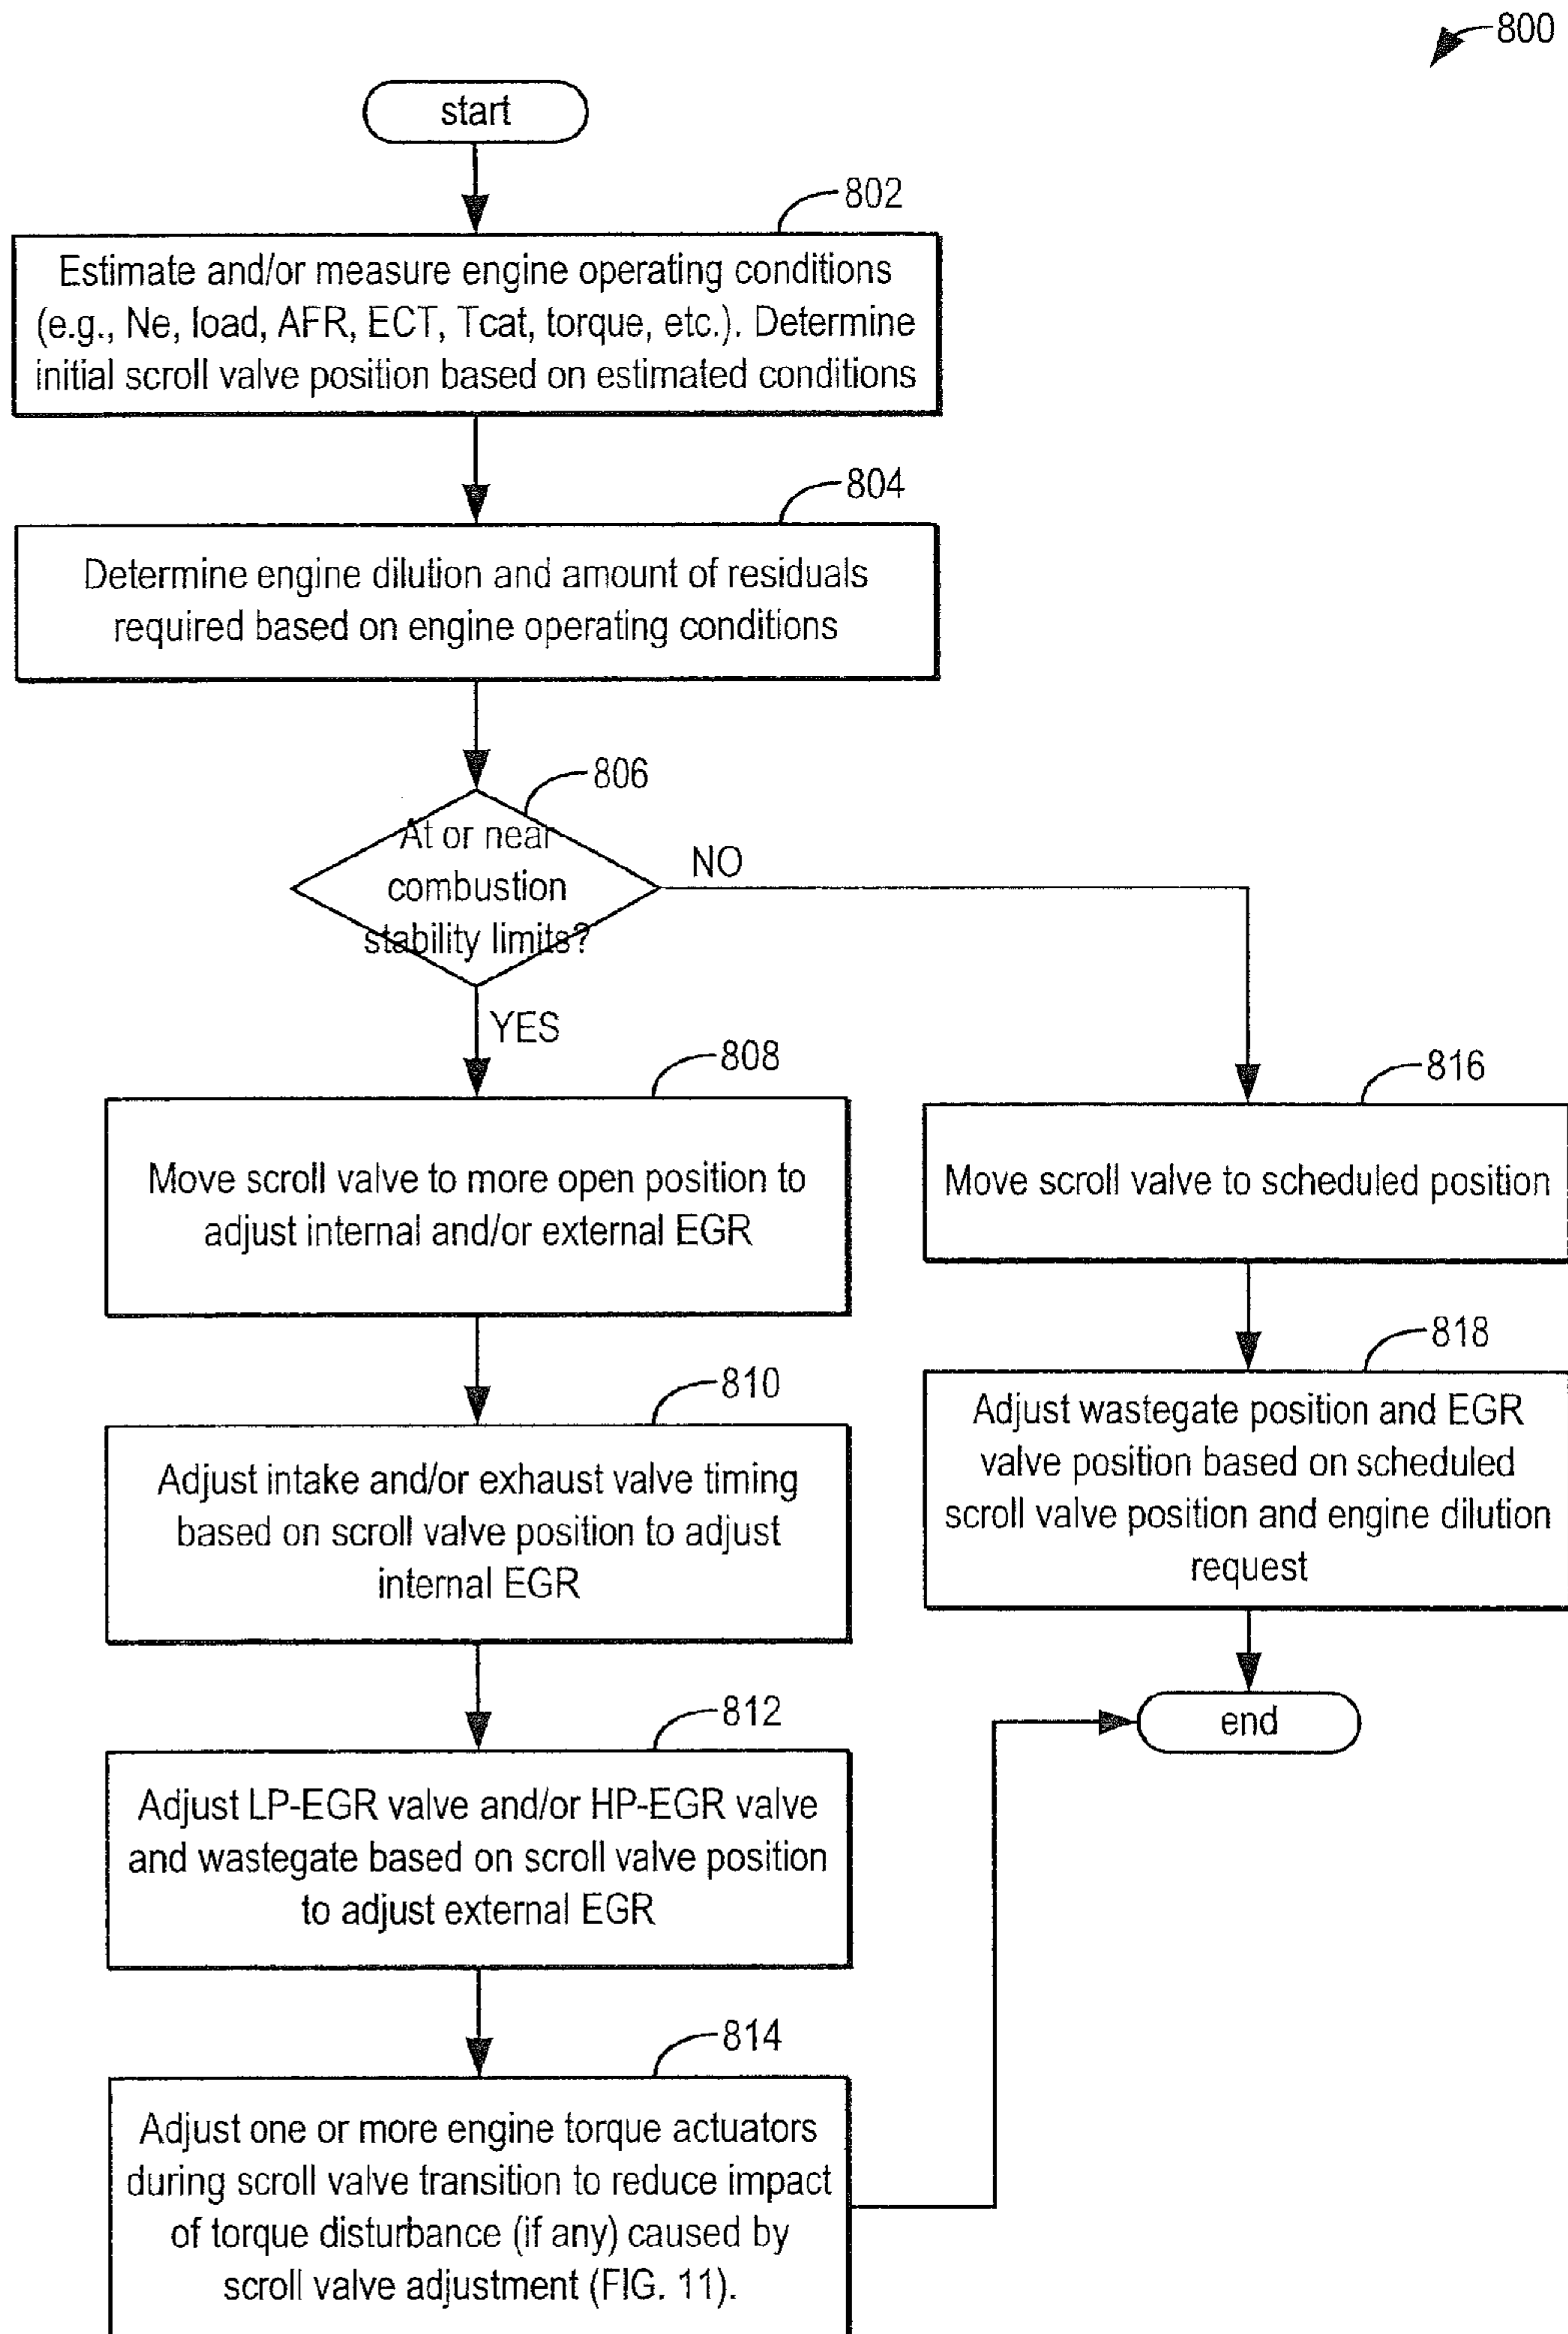 800
start
802
Estimate and/or measure engine operating conditions
(e.g., Ne, load, AFR, ECT, Tcat, torque, etc.). Determine
initial scroll valve position based on estimated conditions
804
Determine engine dilution and amount of residuals
required based on engine operating conditions
806
At or near
combustion
stability limits?
NO
YES
808
Move scroll valve to more open position to
adjust internal and/or external EGR
810
Adjust intake and/or exhaust valve timing
based on scroll valve position to adjust
internal EGR
812
Adjust LP-EGR valve and/or HP-EGR valve
and wastegate based on scroll valve position
to adjust external EGR
814
Adjust one or more engine torque actuators
during scroll valve transition to reduce impact
of torque disturbance (if any) caused by
scroll valve adjustment (FIG. 11).
816
Move scroll valve to scheduled position
818
Adjust wastegate position and EGR
valve position based on scheduled
scroll valve position and engine dilution
request
end